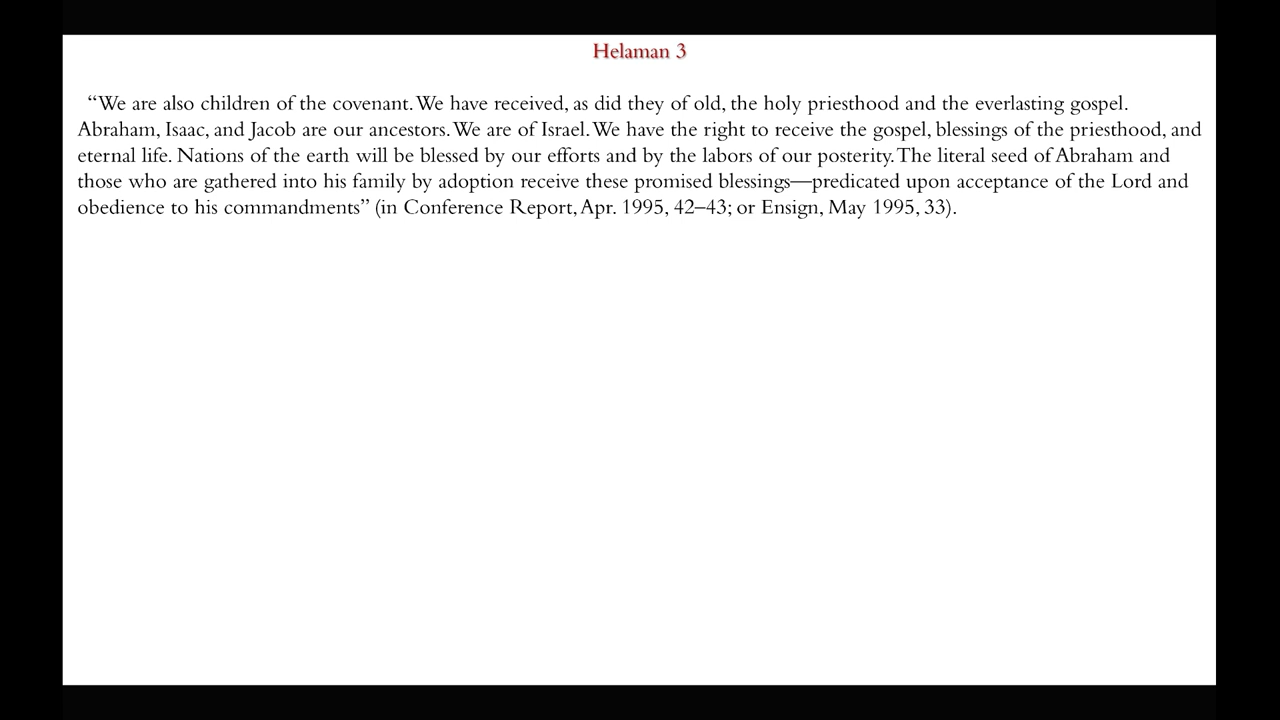 Helaman 3
“We are also children of the covenant. We have received, as did they of old, the holy priesthood and the everlasting gospel.
Abraham, Isaac, and Jacob are our ancestors. We are of Israel. We have the right to receive the gospel, blessings of the priesthood, and
eternal life. Nations of the earth will be blessed by our efforts and by the labors of our posterity. The literal seed of Abraham and
those who are gathered into his family by adoption receive these promised blessings—predicated upon acceptance of the Lord and
obedience to his commandments” (in Conference Report, Apr. 1995, 42–43; or Ensign, May 1995, 33).